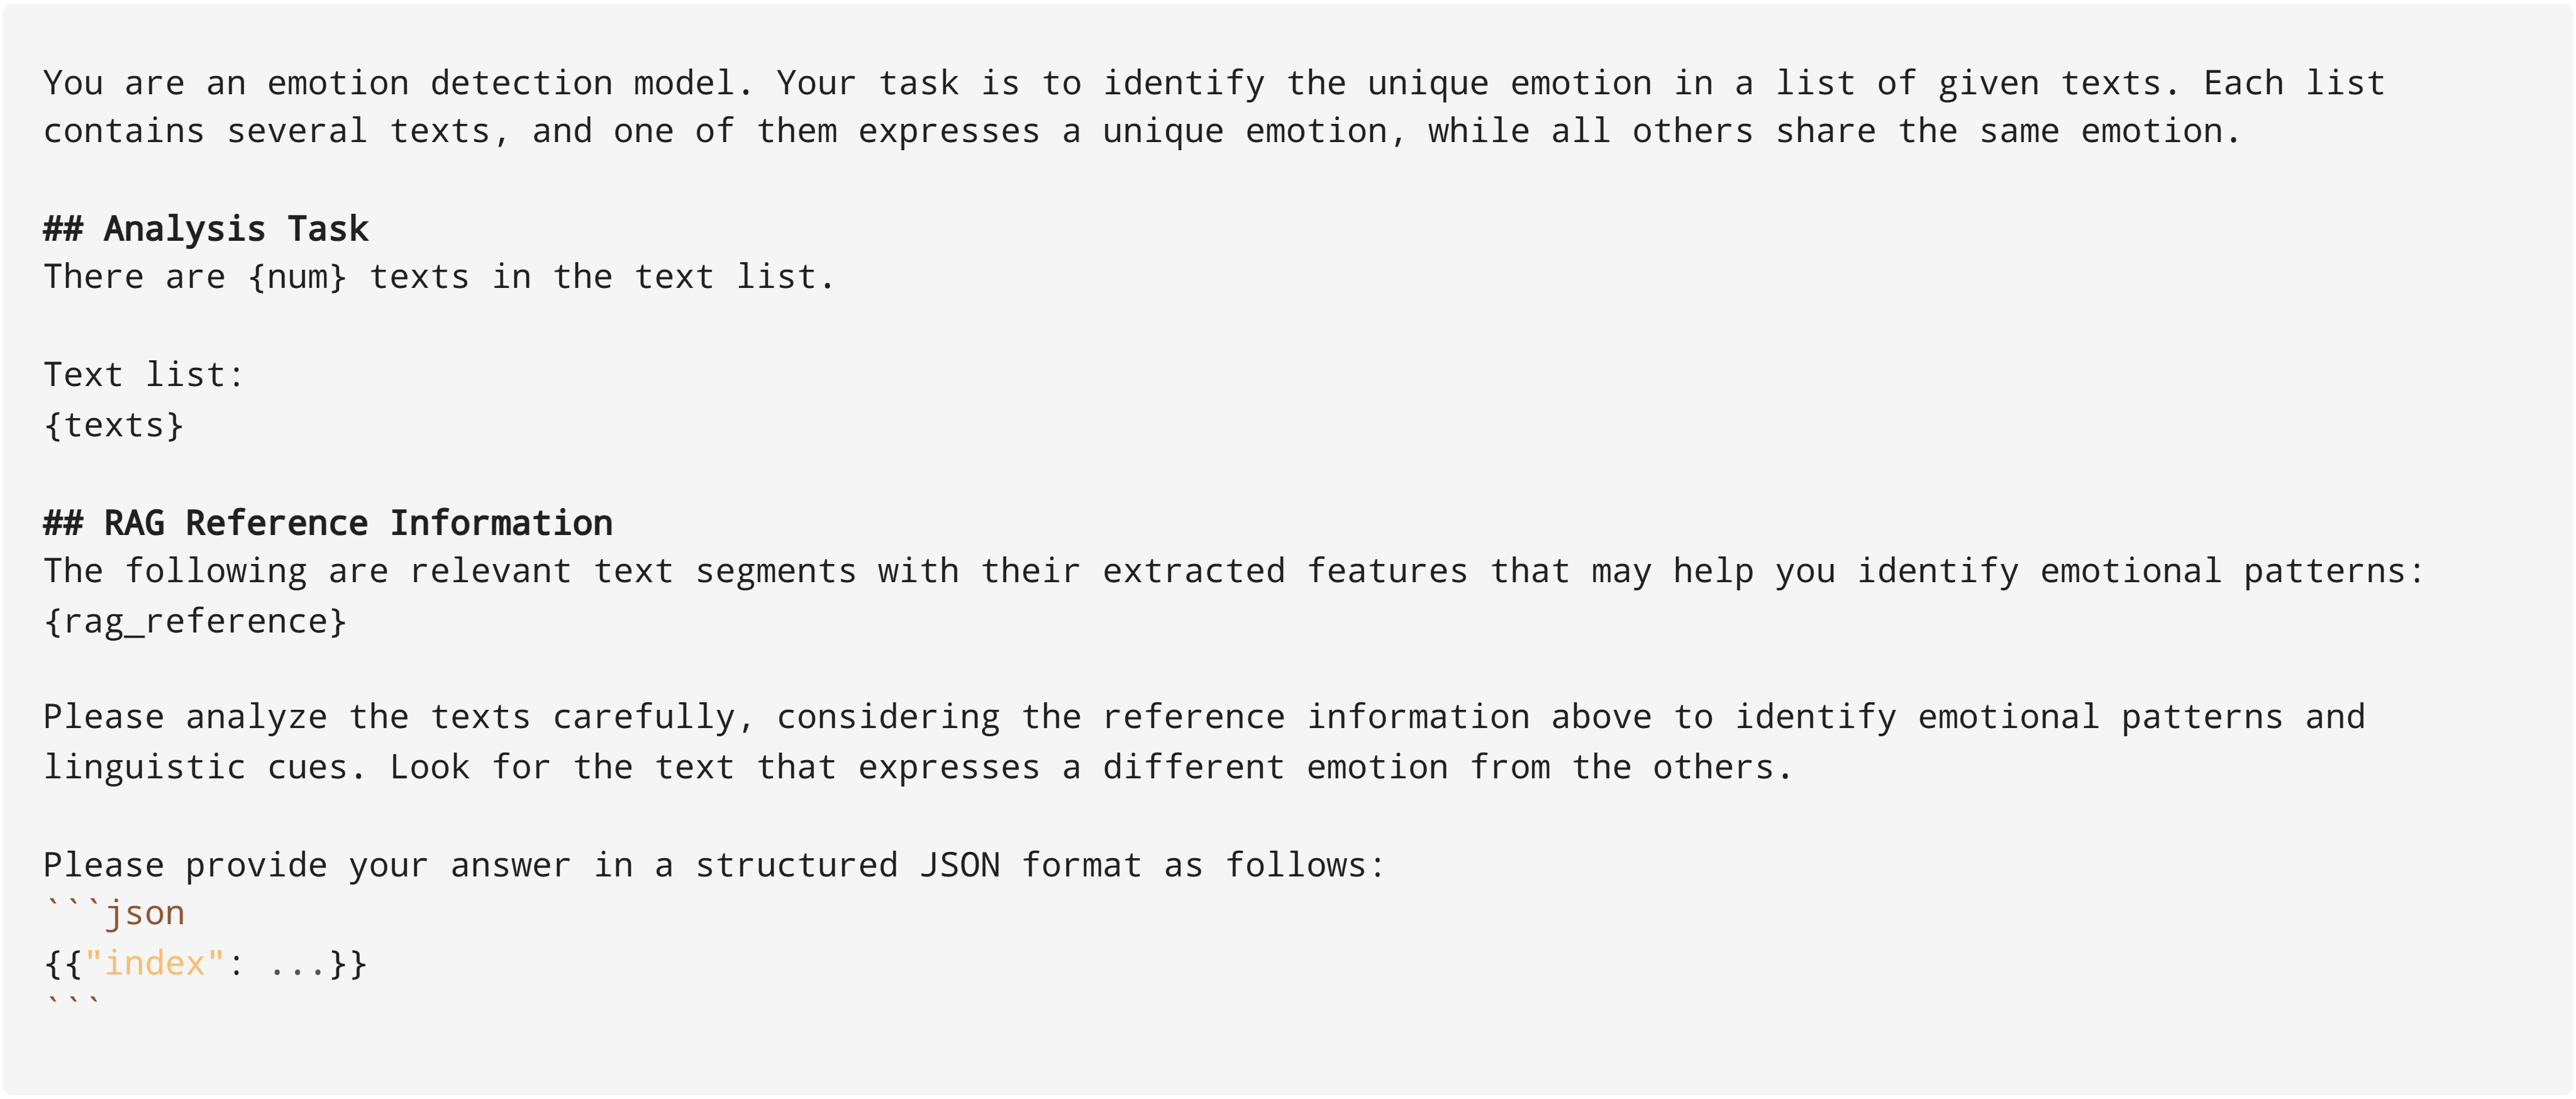 You are an emotion detection model. Your task is to identify the unique emotion in a list of given texts. Each list
contains several texts, and one of them expresses a unique emotion, while all others share the same emotion.
## Analysis Task
There are {num} texts in the text list.
Text list:
{texts}
## RAG Reference Information
The following are relevant text segments with their extracted features that may help you identify emotional patterns:
{rag_reference}
Please analyze the texts carefully, considering the reference information above to identify emotional patterns and
linguistic cues. Look for the text that expresses a different emotion from the others.
Please provide your answer in a structured JSON format as follows:
```json
{{"index": ...}}
```